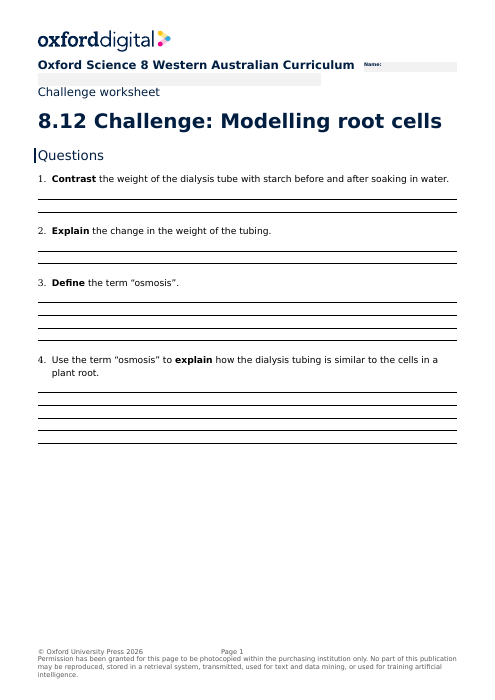 oxforddigital
Oxford Science 8 Western Australian Curriculum Name:
Challenge worksheet
8.12 Challenge: Modelling root cells
Questions
1. Contrast the weight of the dialysis tube with starch before and after soaking in water.
2. Explain the change in the weight of the tubing.
3. Define the term “osmosis”.
4. Use the term “osmosis” to explain how the dialysis tubing is similar to the cells in a
plant root.
© Oxford University Press 2026 Page 1
Permission has been granted for this page to be photocopied within the purchasing institution only. No part of this publication
may be reproduced, stored in a retrieval system, transmitted, used for text and data mining, or used for training artificial
intelligence.